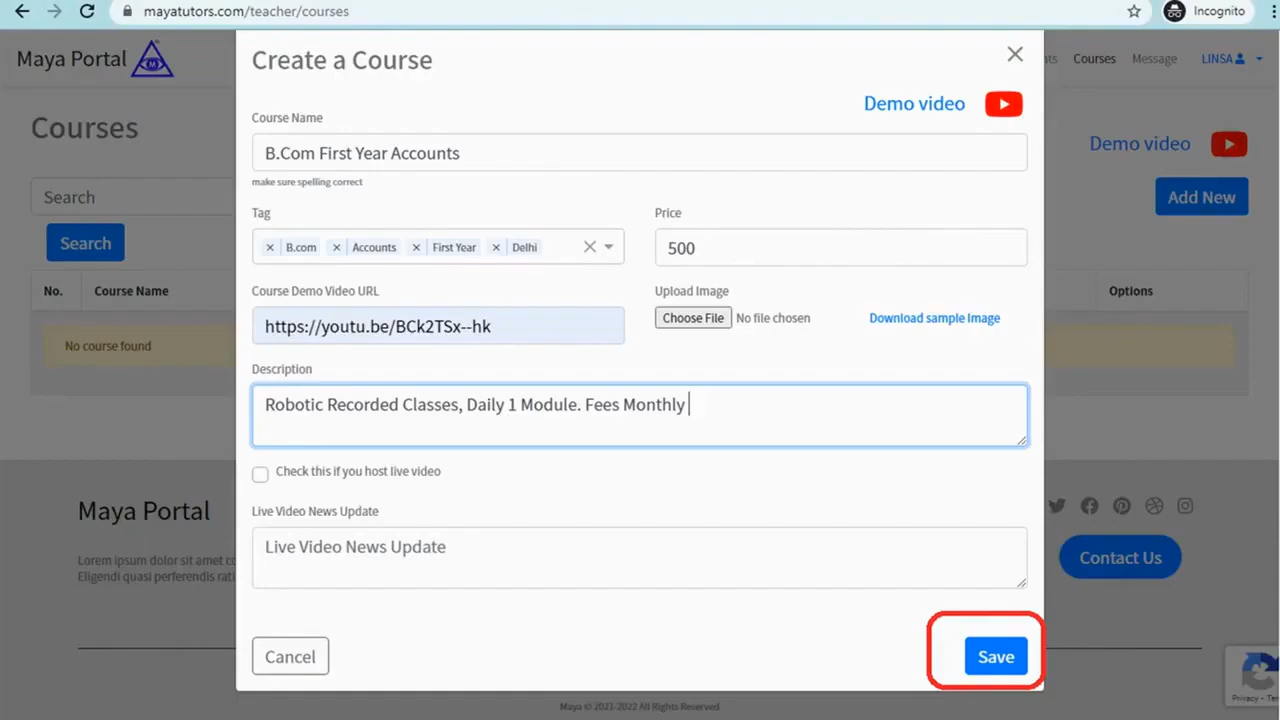 mayatutors.com/teacher/courses
Incognito
Maya Portal
M
nts Courses Message LINSA
Create a Course
Demo video
Courses
Demo video
Course Name
B.Com First Year Accounts
make sure spelling correct
Search
Add New
Tag
Price
B.com Accounts First Year Delhi
500
Search
No. Course Name
Options
Course Demo Video URL
Upload Image
https://youtu.be/BCk2TSx--hk
Choose File No file chosen
Download sample Image
No course found
Description
Robotic Recorded Classes, Daily 1 Module. Fees Monthly
Check this if you host live video
Live Video News Update
Live Video News Update
Maya Portal
Lorem ipsum dolor sit amet co
Eligendi quasi perferendis rati
Contact Us
Cancel
Save
Privacy - Ter
Maya © 2021-2022 All Rights Reserved